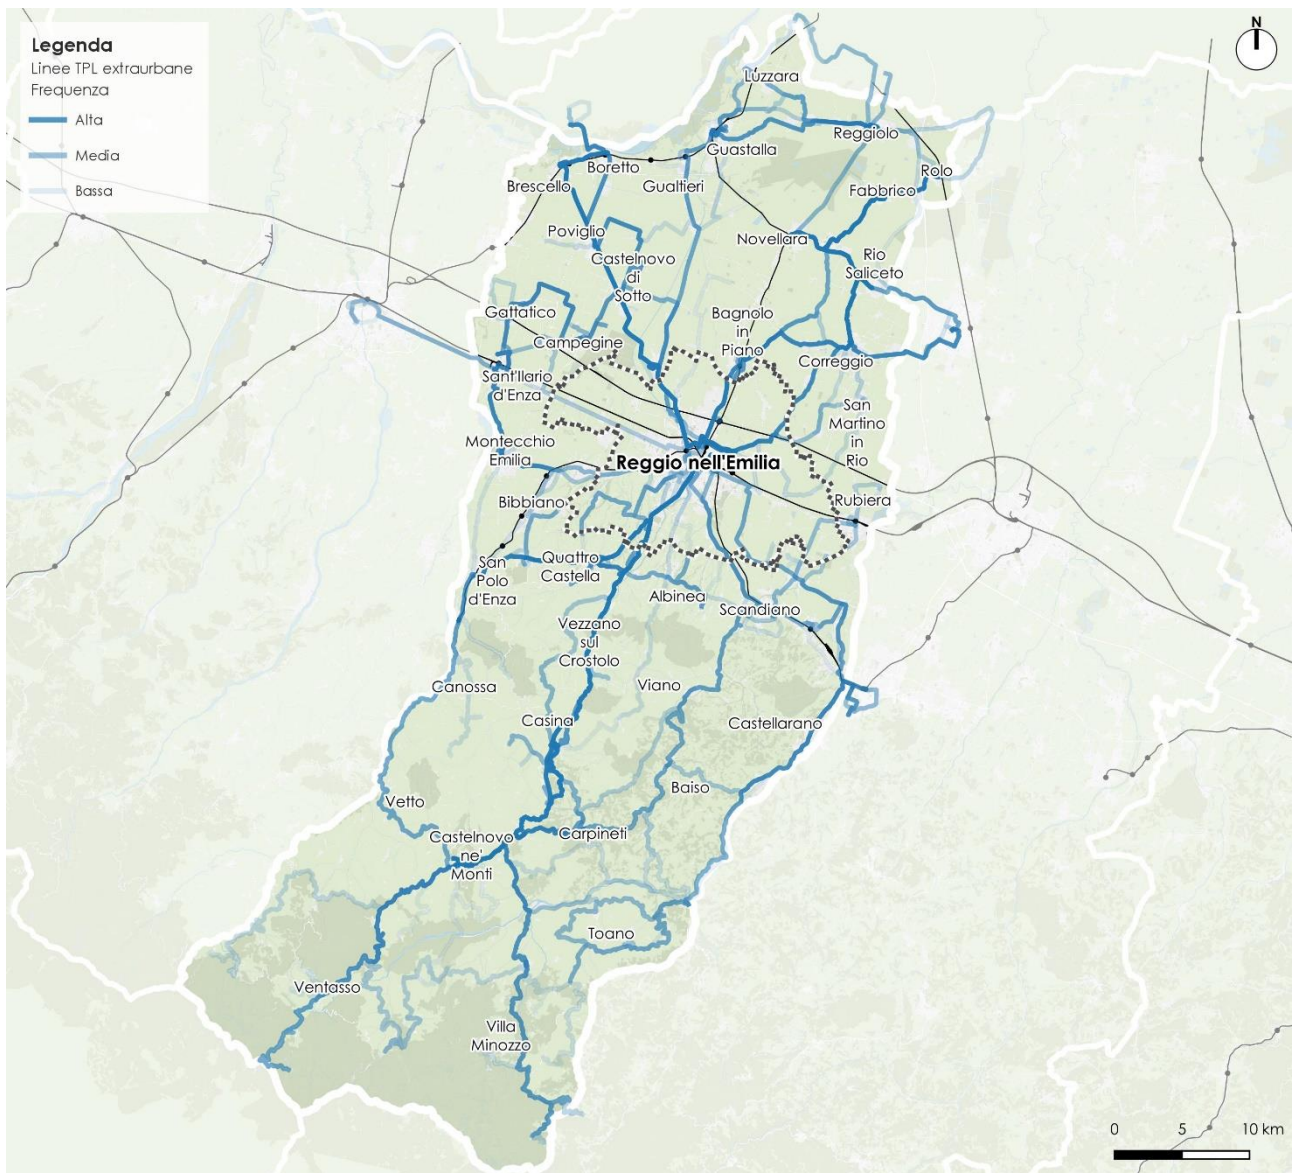 Legenda
Linee TPL extraurbane
Frequenza
Alta
Media
Bassa
N
Luzzara
Reggiolo
Guastalla
Boretto
Rolo
Brescello
Gualtieri
Fabbrico
Poviglio
Novellara
Castelnovo
di
Sotto
Rio
Saliceto
Gattatico
Bagnolo
in
Piano
Campegine
Correggio
Sant'Ilario
d'Enza
San
Martino
in
Rio
Montecchio
Emilia
Reggio nell'Emilia
Bibbiano
Rubiera
San
Polo
d'Enza
Quattro
Castella
Albinea
Scandiano
Vezzano
sul
Crostolo
Canossa
Viano
Casina
Castellarano
Baiso
Vetto
Castelnovo
ne'
Monti
Carpineti
Toano
Ventasso
Villa
Minozzo
0 5 10 km